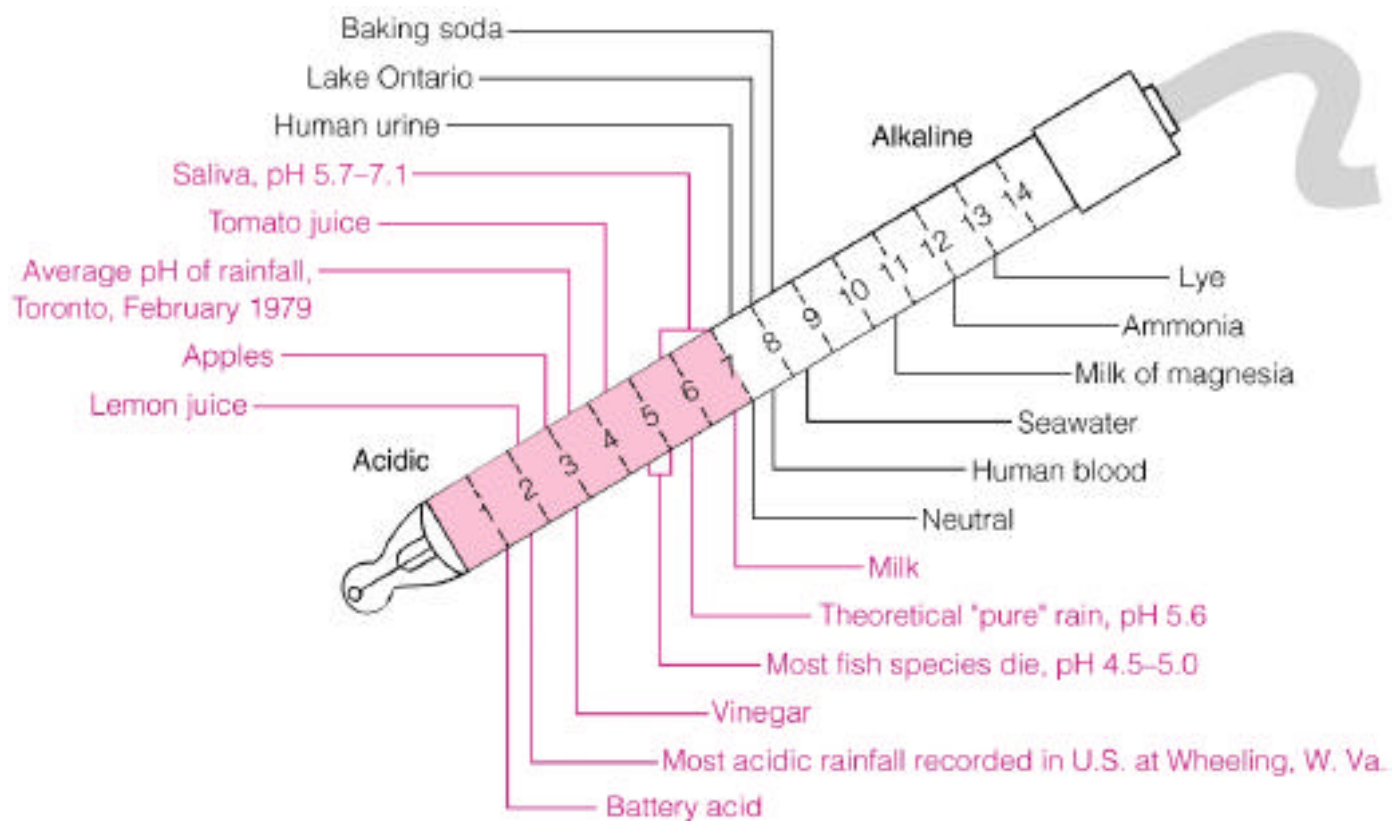 Baking soda
Lake Ontario
Human urine
Saliva, pH 5.7–7.1
Tomato juice
Average pH of rainfall,
Toronto, February 1979
Apples
Lemon juice
Acidic
Alkaline
1 2 3 4 5 6 7 8 9 10 11 12 13 14
Lye
Ammonia
Milk of magnesia
Seawater
Human blood
Neutral
Milk
Theoretical "pure" rain, pH 5.6
Most fish species die, pH 4.5–5.0
Vinegar
Most acidic rainfall recorded in U.S. at Wheeling, W. Va.
Battery acid